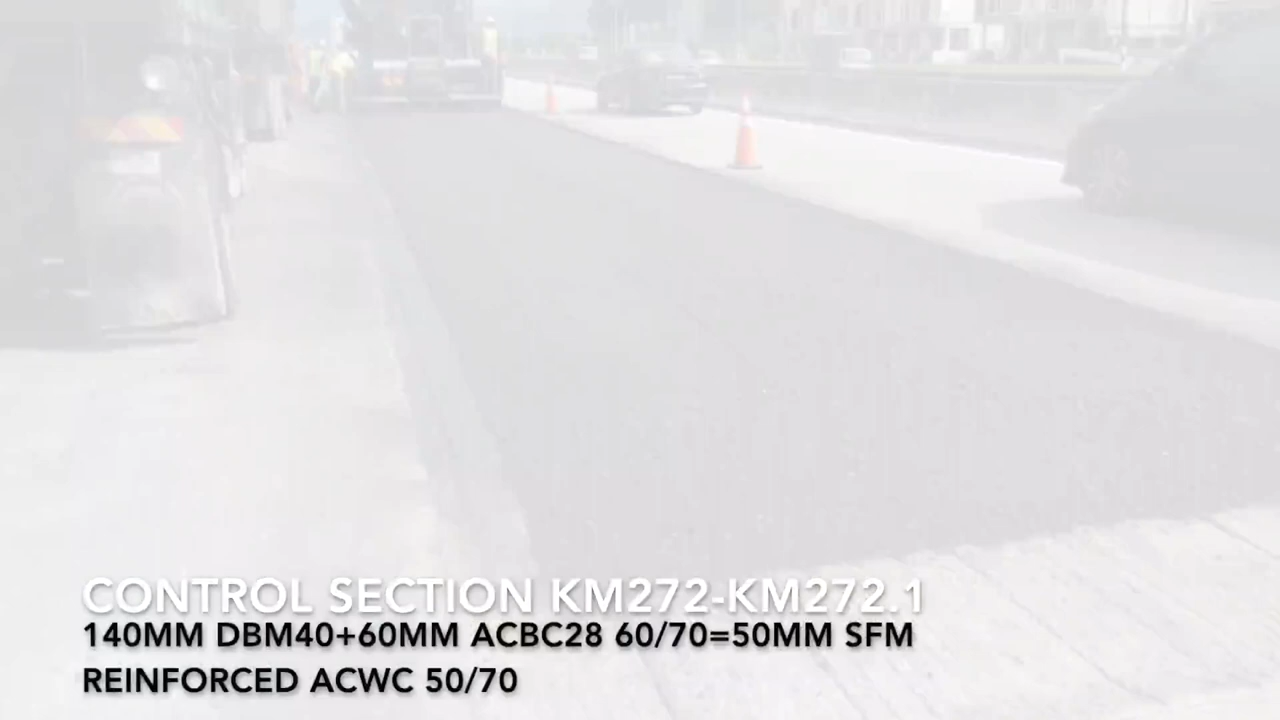 CONTROL SECTION KM272-KM272.1
140MM DBM40+60MM ACBC28 60/70=50MM SFM
REINFORCED ACWC 50/70